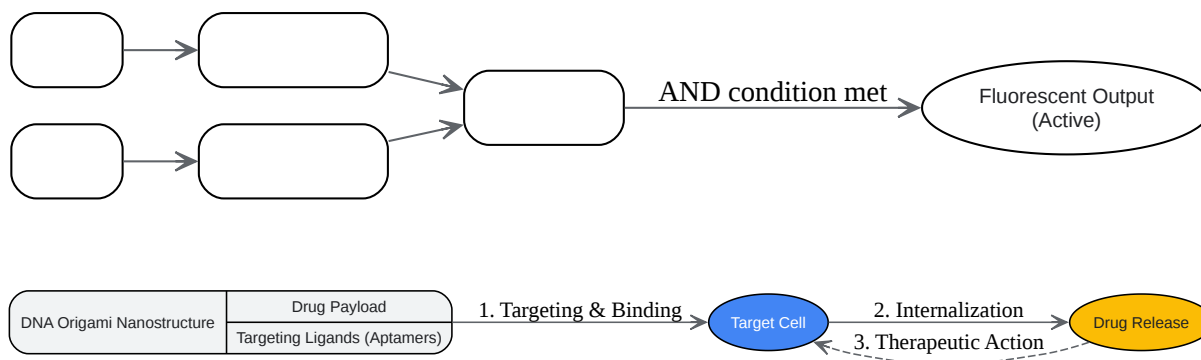 AND condition met
Fluorescent Output
(Active)
DNA Origami Nanostructure
Drug Payload
Targeting Ligands (Aptamers)
1. Targeting & Binding
Target Cell
2. Internalization
3. Therapeutic Action
Drug Release